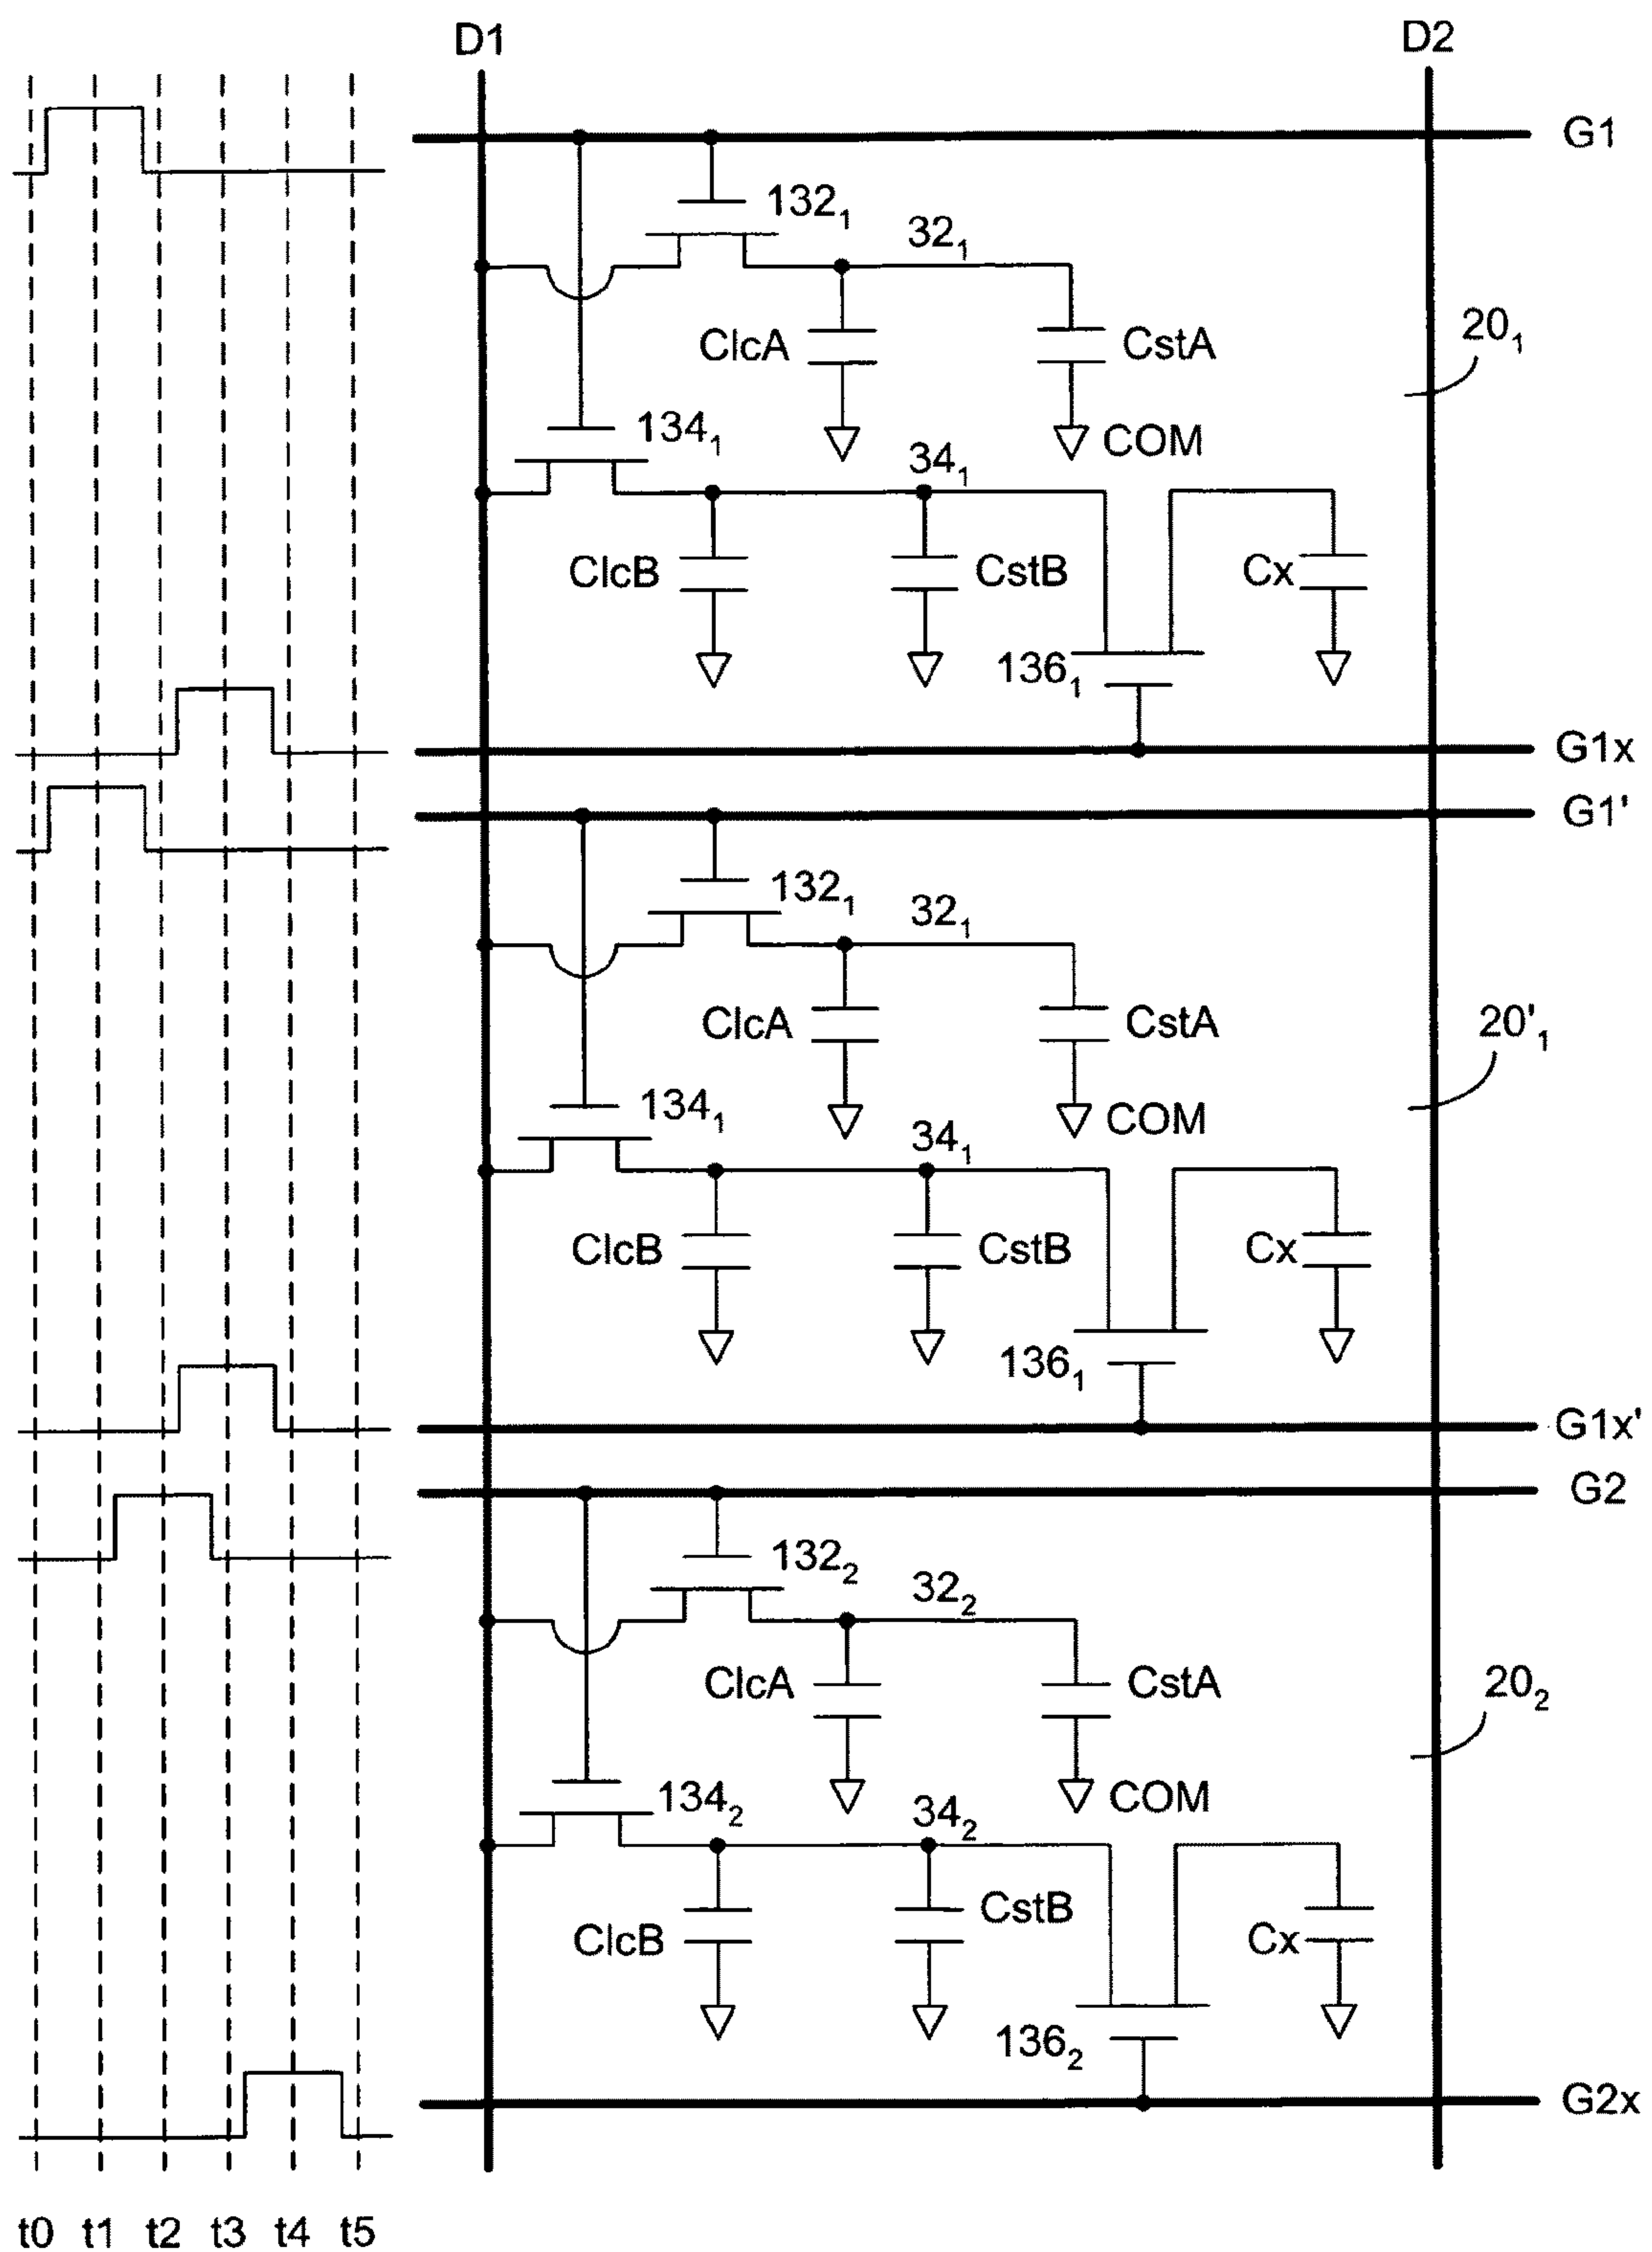 D1 D2
G1
132₁
32₁
20₁
ClcA CstA
134₁
COM
34₁
ClcB CstB Cx
136₁
G1x
G1'
132₁
32₁
ClcA CstA
20'₁
134₁
COM
34₁
ClcB CstB Cx
136₁
G1x'
G2
132₂
32₂
ClcA CstA
20₂
134₂
COM
34₂
ClcB CstB Cx
136₂
G2x
t0 t1 t2 t3 t4 t5